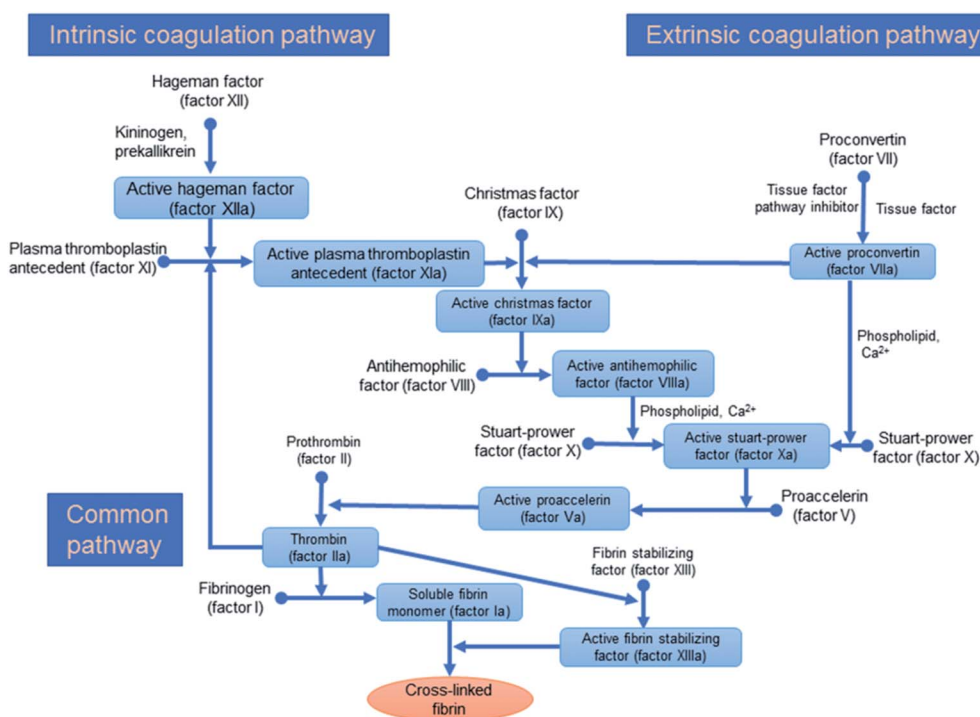 Intrinsic coagulation pathway
Extrinsic coagulation pathway
Hageman factor
(factor XII)
Kininogen,
prekallikrein
Proconvertin
(factor VII)
Active hageman factor
(factor XIIa)
Christmas factor
(factor IX)
Tissue factor
pathway inhibitor
Tissue factor
Plasma thromboplastin
antecedent (factor XI)
Active plasma thromboplastin
antecedent (factor XIa)
Active proconvertin
(factor VIIa)
Active christmas factor
(factor IXa)
Phospholipid,
Ca²⁺
Antihemophilic
factor (factor VIII)
Active antihemophilic
factor (factor VIIIa)
Phospholipid, Ca²⁺
Prothrombin
(factor II)
Stuart-prower
factor (factor X)
Active stuart-prower
factor (factor Xa)
Stuart-prower
factor (factor X)
Common
pathway
Active proaccelerin
(factor Va)
Proaccelerin
(factor V)
Thrombin
(factor IIa)
Fibrin stabilizing
factor (factor XIII)
Fibrinogen
(factor I)
Soluble fibrin
monomer (factor Ia)
Active fibrin stabilizing
factor (factor XIIIa)
Cross-linked
fibrin